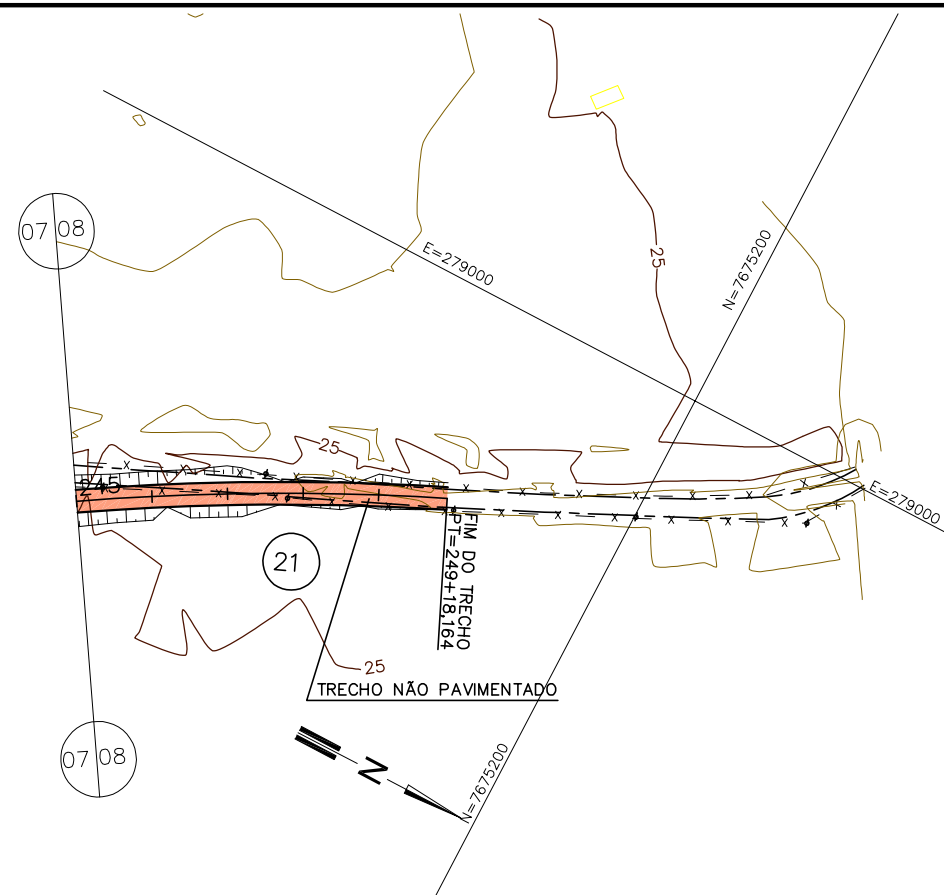 07 08
E=279000
N=7675200
25
25
245
E=279000
21
FIM DO TRECHO
PT=249+18,164
25
TRECHO NÃO PAVIMENTADO
07 08
N
N=7675200